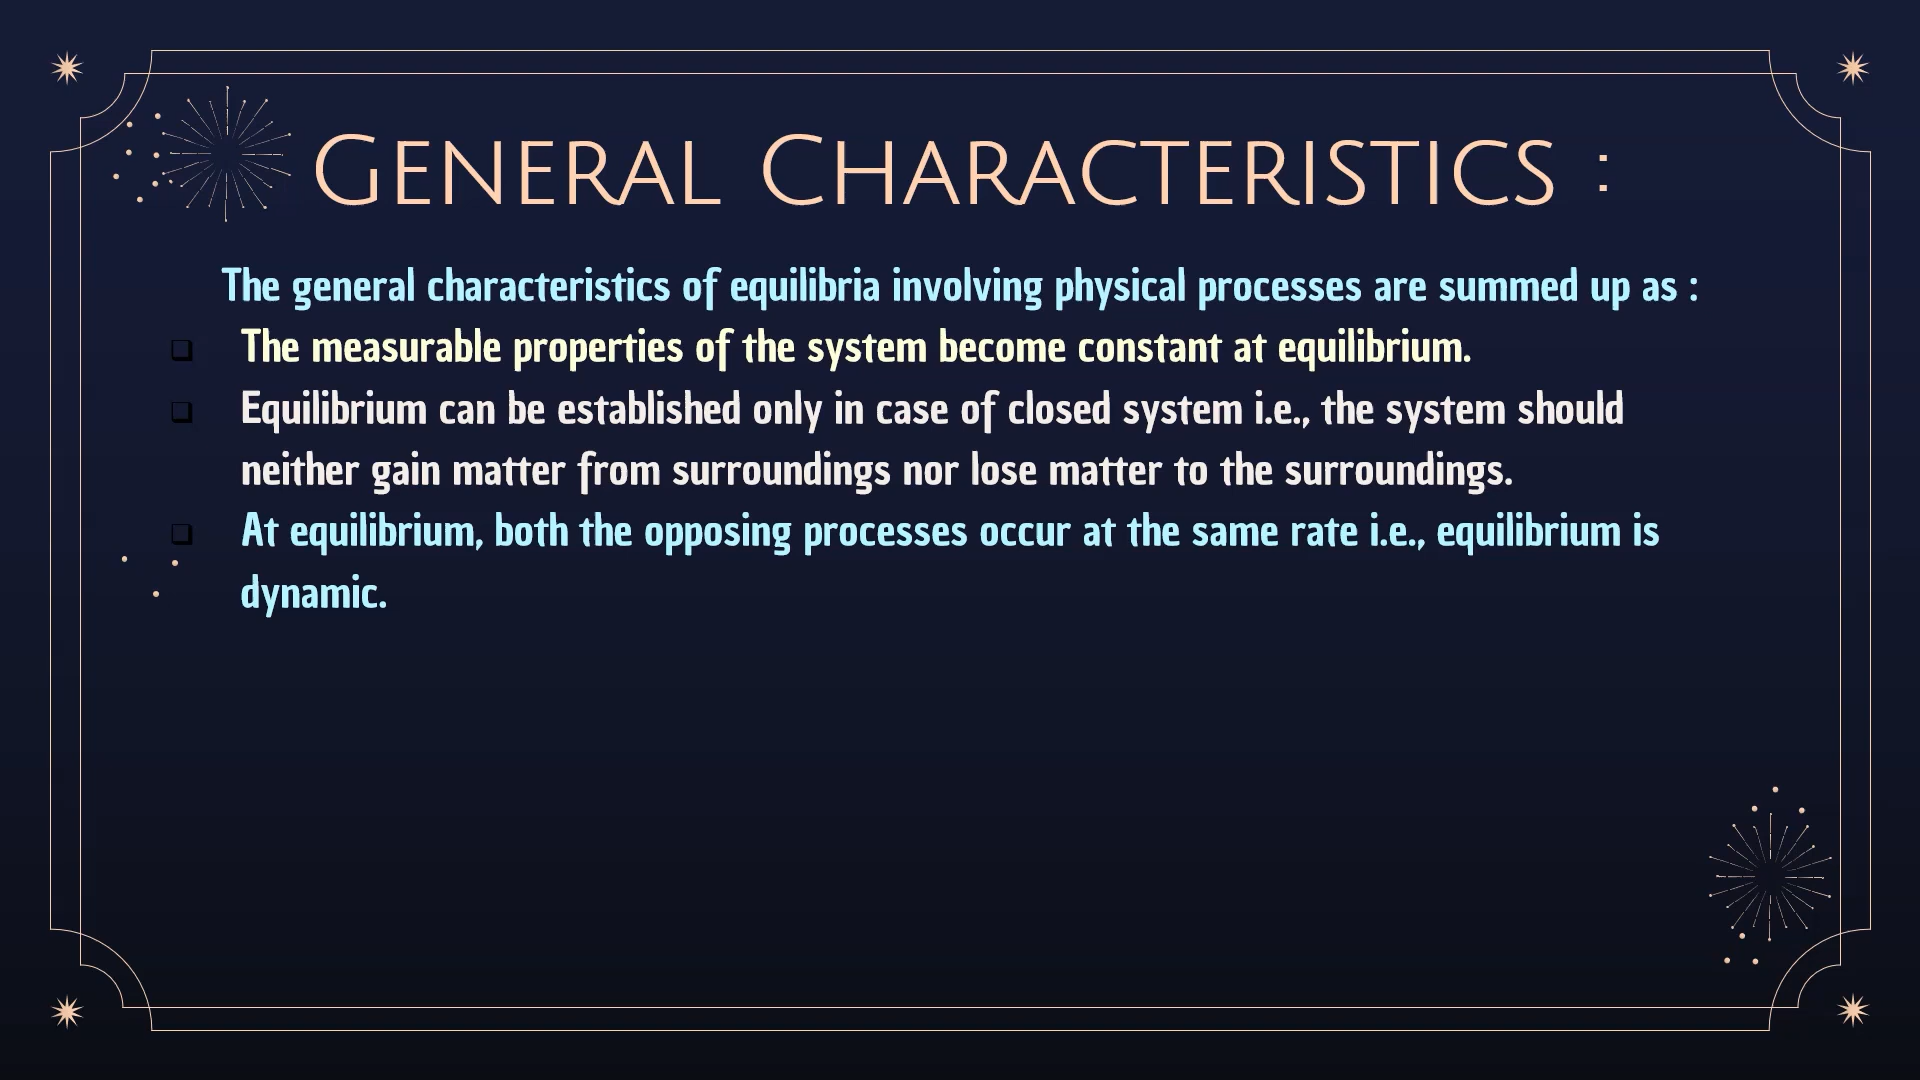 General Characteristics :
The general characteristics of equilibria involving physical processes are summed up as :
❑ The measurable properties of the system become constant at equilibrium.
❑ Equilibrium can be established only in case of closed system i.e., the system should
neither gain matter from surroundings nor lose matter to the surroundings.
❑ At equilibrium, both the opposing processes occur at the same rate i.e., equilibrium is
dynamic.